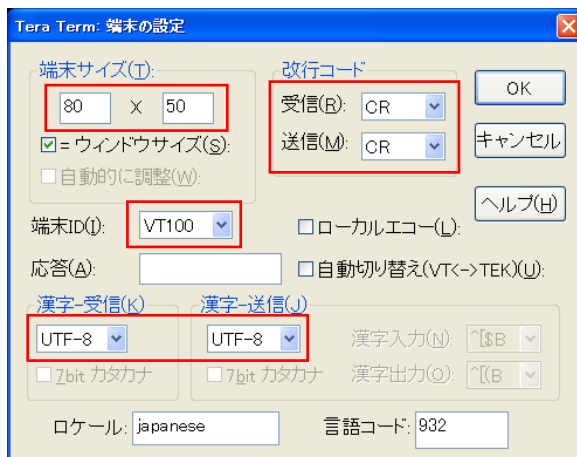 Tera Term: 端末の設定
端末サイズ(T):
80 X 50
☑= ウィンドウサイズ(S):
☐自動的に調整(W):
改行コード
受信(R): CR
送信(M): CR
OK
キャンセル
ヘルプ(H)
端末ID(I): VT100
☐ローカルエコー(L):
応答(A):
☐自動切り替え(VT<->TEK)(U):
漢字-受信(K)
UTF-8
☐7bit カタカナ
漢字-送信(J)
UTF-8
☐7bit カタカナ
漢字入力(N): ^[$B
漢字出力(O): ^[(B
ロケール: japanese
言語コード: 932